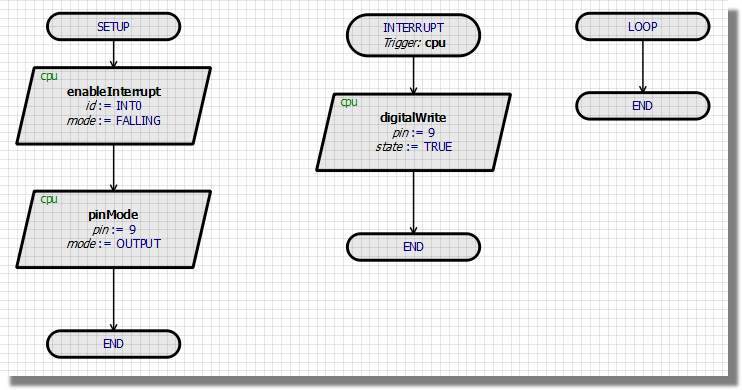 SETUP
cpu
enableInterrupt
id := INT0
mode := FALLING
cpu
pinMode
pin := 9
mode := OUTPUT
END
INTERRUPT
Trigger: cpu
cpu
digitalWrite
pin := 9
state := TRUE
END
LOOP
END